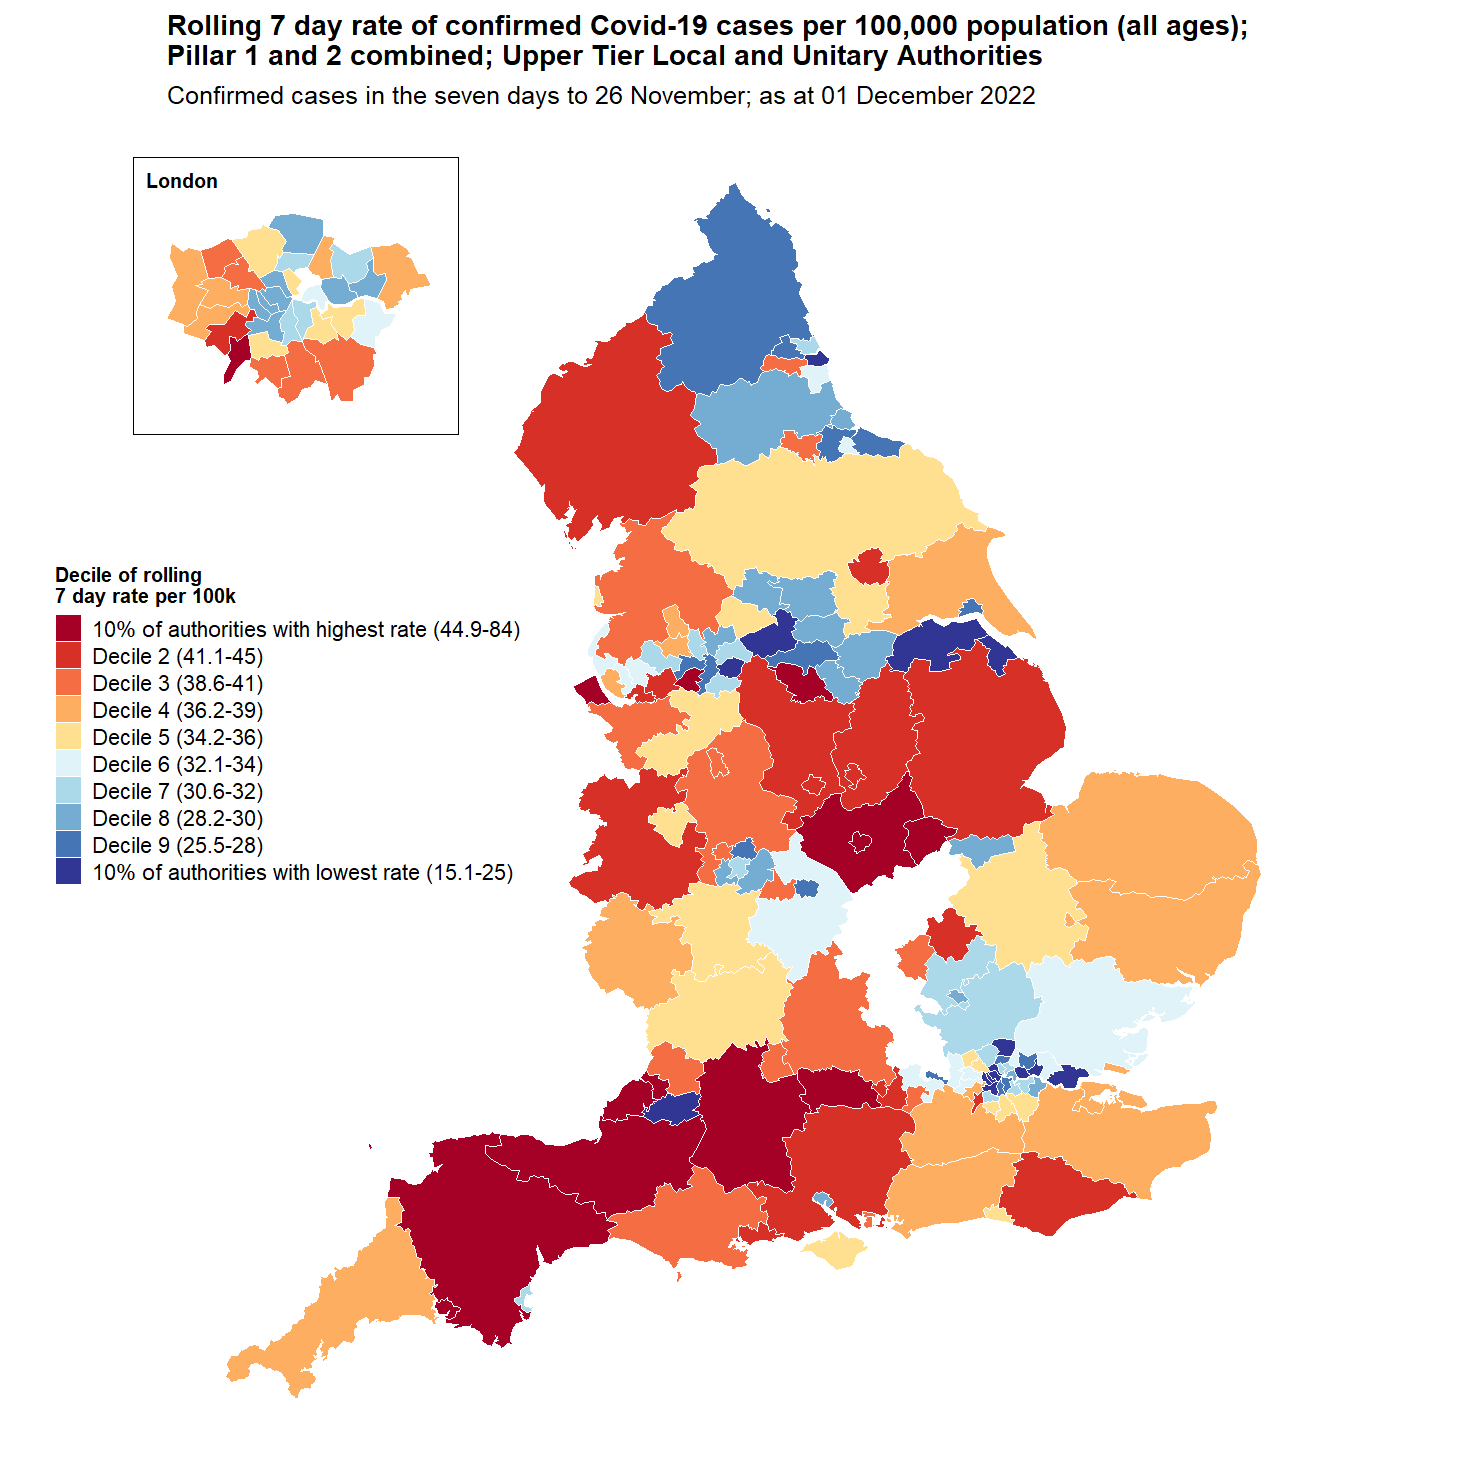 Rolling 7 day rate of confirmed Covid-19 cases per 100,000 population (all ages);
Pillar 1 and 2 combined; Upper Tier Local and Unitary Authorities
Confirmed cases in the seven days to 26 November; as at 01 December 2022
London
Decile of rolling
7 day rate per 100k
10% of authorities with highest rate (44.9-84)
Decile 2 (41.1-45)
Decile 3 (38.6-41)
Decile 4 (36.2-39)
Decile 5 (34.2-36)
Decile 6 (32.1-34)
Decile 7 (30.6-32)
Decile 8 (28.2-30)
Decile 9 (25.5-28)
10% of authorities with lowest rate (15.1-25)